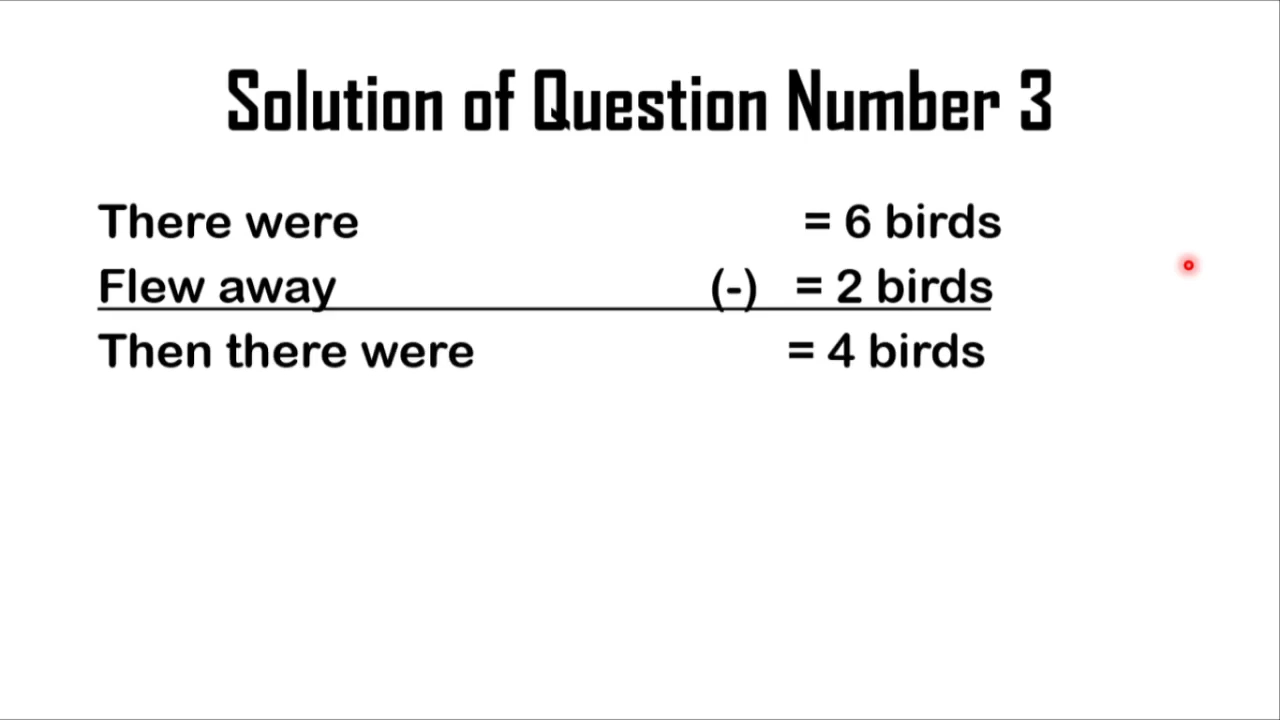 Solution of Question Number 3
There were = 6 birds
Flew away (-) = 2 birds
Then there were = 4 birds